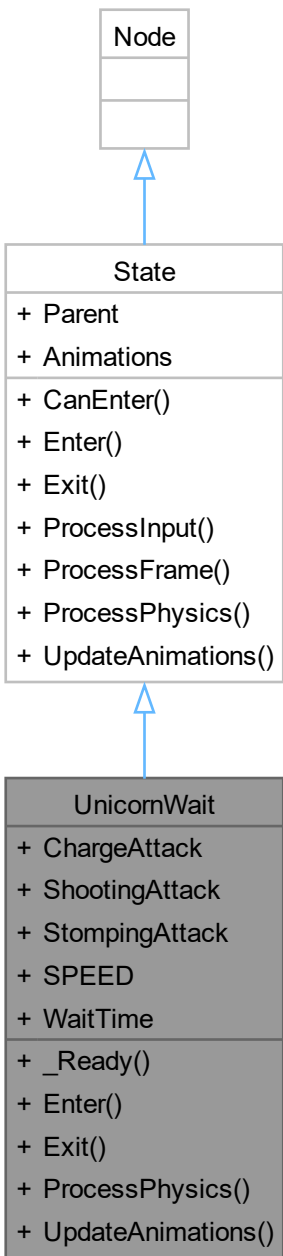 Node
State
+ Parent
+ Animations
+ CanEnter()
+ Enter()
+ Exit()
+ ProcessInput()
+ ProcessFrame()
+ ProcessPhysics()
+ UpdateAnimations()
UnicornWait
+ ChargeAttack
+ ShootingAttack
+ StompingAttack
+ SPEED
+ WaitTime
+ _Ready()
+ Enter()
+ Exit()
+ ProcessPhysics()
+ UpdateAnimations()